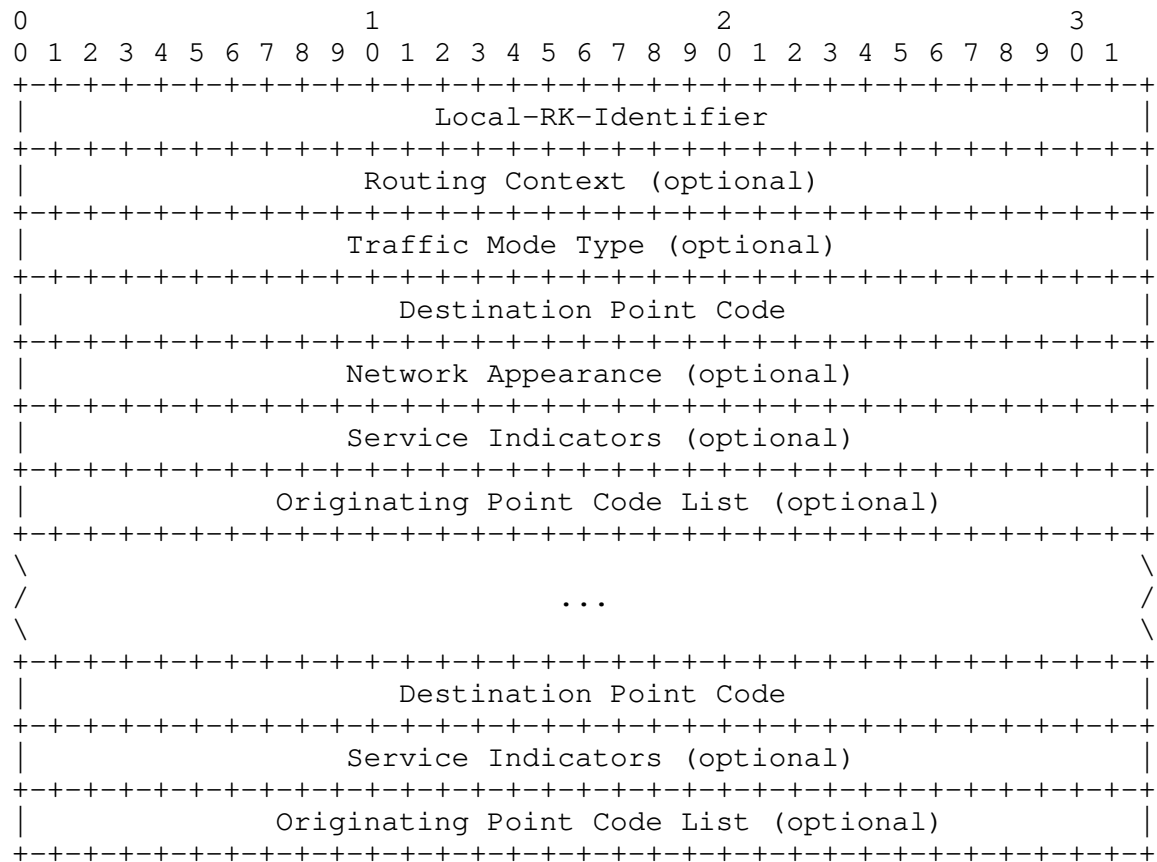 0                   1                   2                   3
0 1 2 3 4 5 6 7 8 9 0 1 2 3 4 5 6 7 8 9 0 1 2 3 4 5 6 7 8 9 0 1
+-+-+-+-+-+-+-+-+-+-+-+-+-+-+-+-+-+-+-+-+-+-+-+-+-+-+-+-+-+-+-+-+
|                       Local-RK-Identifier                     |
+-+-+-+-+-+-+-+-+-+-+-+-+-+-+-+-+-+-+-+-+-+-+-+-+-+-+-+-+-+-+-+-+
|                   Routing Context (optional)                  |
+-+-+-+-+-+-+-+-+-+-+-+-+-+-+-+-+-+-+-+-+-+-+-+-+-+-+-+-+-+-+-+-+
|                  Traffic Mode Type (optional)                 |
+-+-+-+-+-+-+-+-+-+-+-+-+-+-+-+-+-+-+-+-+-+-+-+-+-+-+-+-+-+-+-+-+
|                     Destination Point Code                    |
+-+-+-+-+-+-+-+-+-+-+-+-+-+-+-+-+-+-+-+-+-+-+-+-+-+-+-+-+-+-+-+-+
|                  Network Appearance (optional)                |
+-+-+-+-+-+-+-+-+-+-+-+-+-+-+-+-+-+-+-+-+-+-+-+-+-+-+-+-+-+-+-+-+
|                  Service Indicators (optional)                |
+-+-+-+-+-+-+-+-+-+-+-+-+-+-+-+-+-+-+-+-+-+-+-+-+-+-+-+-+-+-+-+-+
|              Originating Point Code List (optional)           |
+-+-+-+-+-+-+-+-+-+-+-+-+-+-+-+-+-+-+-+-+-+-+-+-+-+-+-+-+-+-+-+-+
\                                                               \
/                              ...                              /
\                                                               \
+-+-+-+-+-+-+-+-+-+-+-+-+-+-+-+-+-+-+-+-+-+-+-+-+-+-+-+-+-+-+-+-+
|                     Destination Point Code                    |
+-+-+-+-+-+-+-+-+-+-+-+-+-+-+-+-+-+-+-+-+-+-+-+-+-+-+-+-+-+-+-+-+
|                  Service Indicators (optional)                |
+-+-+-+-+-+-+-+-+-+-+-+-+-+-+-+-+-+-+-+-+-+-+-+-+-+-+-+-+-+-+-+-+
|              Originating Point Code List (optional)           |
+-+-+-+-+-+-+-+-+-+-+-+-+-+-+-+-+-+-+-+-+-+-+-+-+-+-+-+-+-+-+-+-+